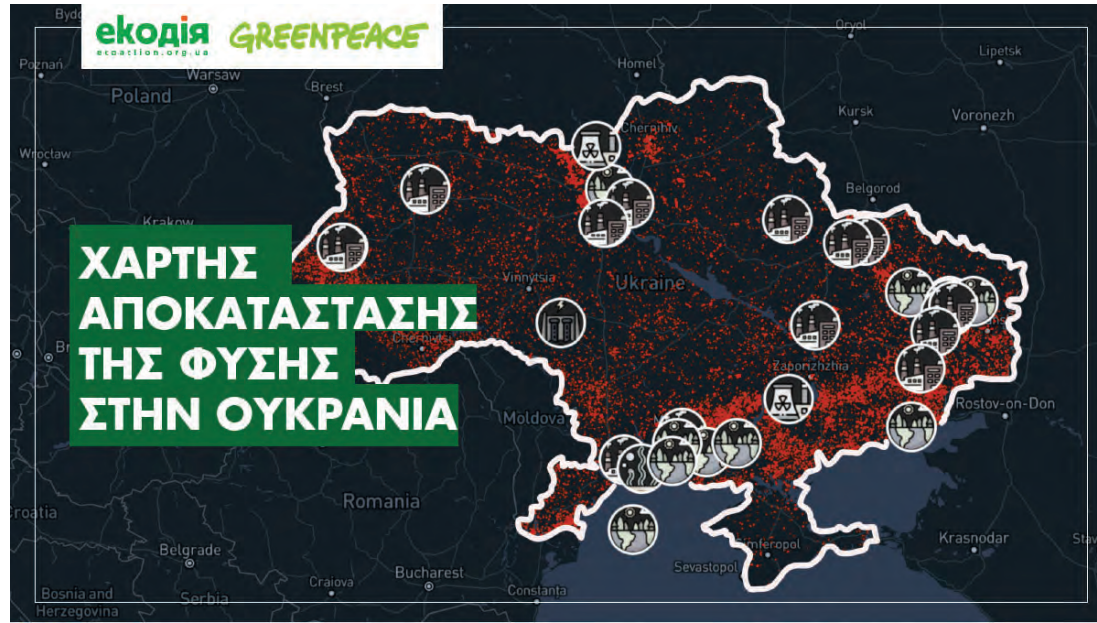 екодія
ecoaction.org.ua
GREENPEACE
Oryol
Poznań
Warsaw
Homel
Lipetsk
Poland
Brest
Kursk
Voronezh
Chernihiv
Wrocław
Belgorod
Krakow
ΧΑΡΤΗΣ
ΑΠΟΚΑΤΑΣΤΑΣΗΣ
ΤΗΣ ΦΥΣΗΣ
ΣΤΗΝ ΟΥΚΡΑΝΙΑ
Vinnytsia
Ukraine
Zaporizhzhia
Moldova
Rostov-on-Don
Romania
Krasnodar
Belgrade
Sevastopol
Bucharest
Craiova
Constanta
Bosnia and
Herzegovina
Serbia